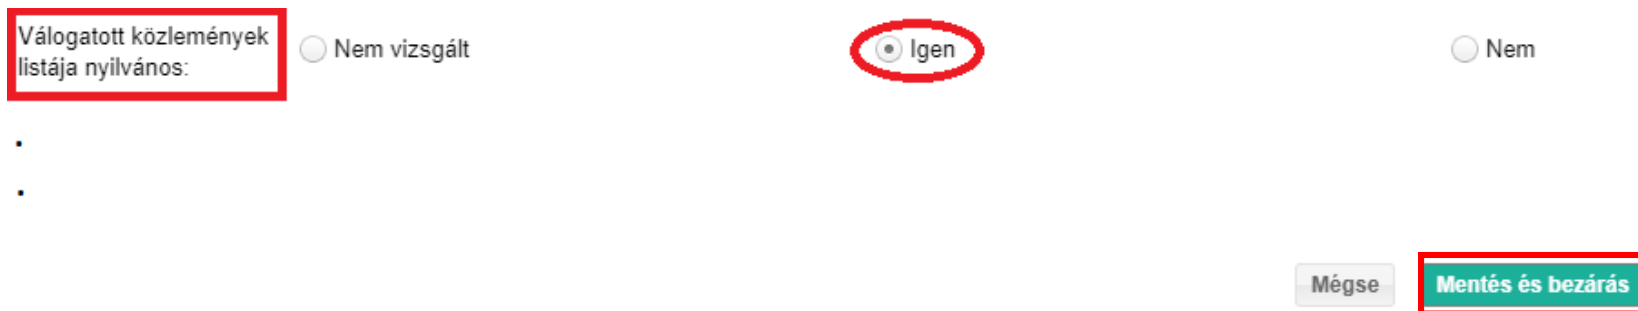 Válogatott közlemények
listája nyilvános:
Nem vizsgált
Igen
Nem
.
.
Mégse
Mentés és bezárás